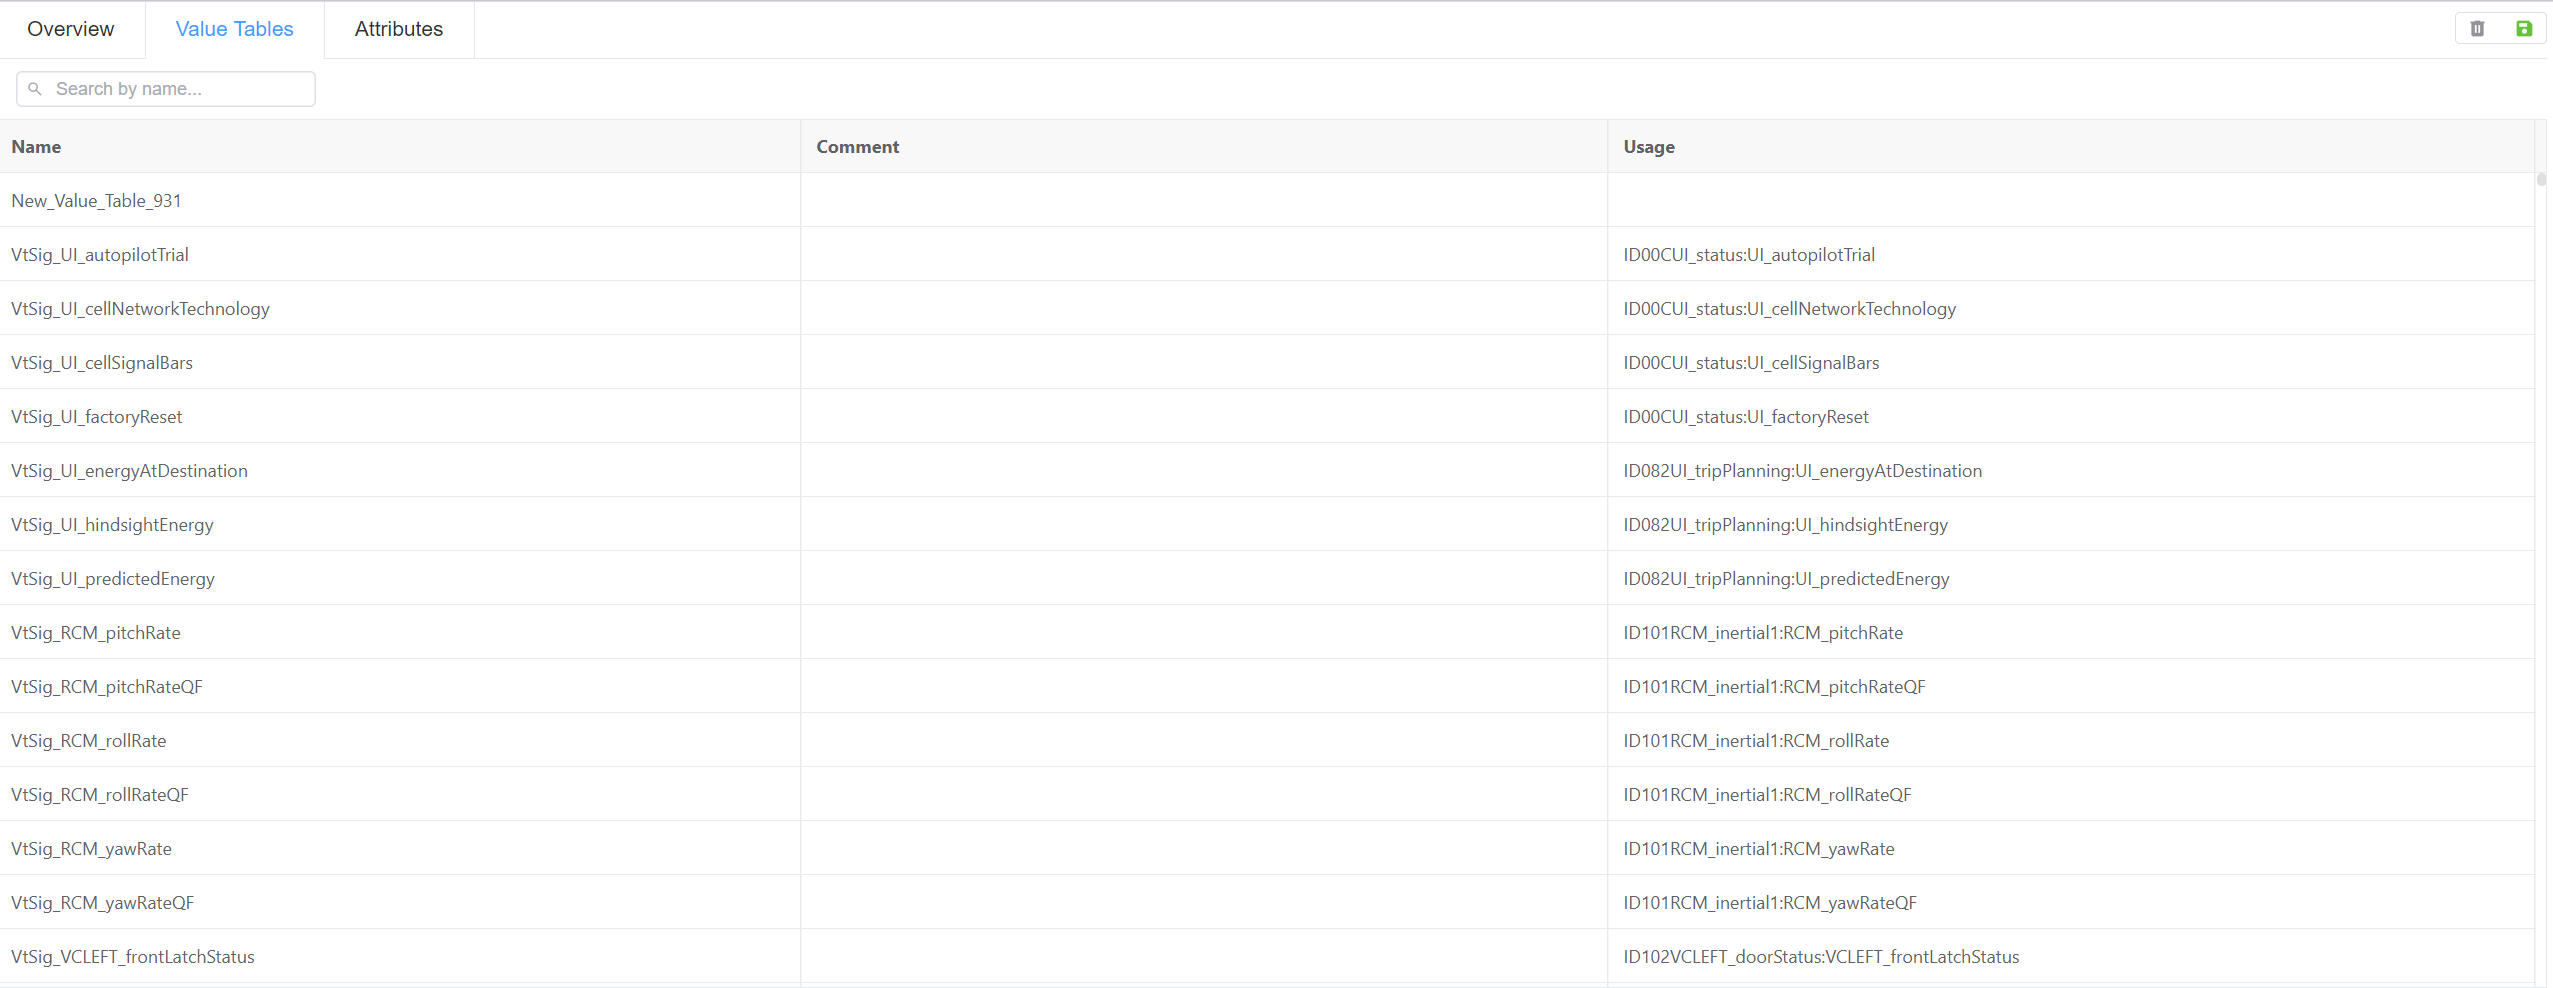 Overview Value Tables Attributes
Search by name...
Name Comment Usage
New_Value_Table_931
VtSig_UI_autopilotTrial ID00CUI_status:UI_autopilotTrial
VtSig_UI_cellNetworkTechnology ID00CUI_status:UI_cellNetworkTechnology
VtSig_UI_cellSignalBars ID00CUI_status:UI_cellSignalBars
VtSig_UI_factoryReset ID00CUI_status:UI_factoryReset
VtSig_UI_energyAtDestination ID082UI_tripPlanning:UI_energyAtDestination
VtSig_UI_hindsightEnergy ID082UI_tripPlanning:UI_hindsightEnergy
VtSig_UI_predictedEnergy ID082UI_tripPlanning:UI_predictedEnergy
VtSig_RCM_pitchRate ID101RCM_inertial1:RCM_pitchRate
VtSig_RCM_pitchRateQF ID101RCM_inertial1:RCM_pitchRateQF
VtSig_RCM_rollRate ID101RCM_inertial1:RCM_rollRate
VtSig_RCM_rollRateQF ID101RCM_inertial1:RCM_rollRateQF
VtSig_RCM_yawRate ID101RCM_inertial1:RCM_yawRate
VtSig_RCM_yawRateQF ID101RCM_inertial1:RCM_yawRateQF
VtSig_VCLEFT_frontLatchStatus ID102VCLEFT_doorStatus:VCLEFT_frontLatchStatus